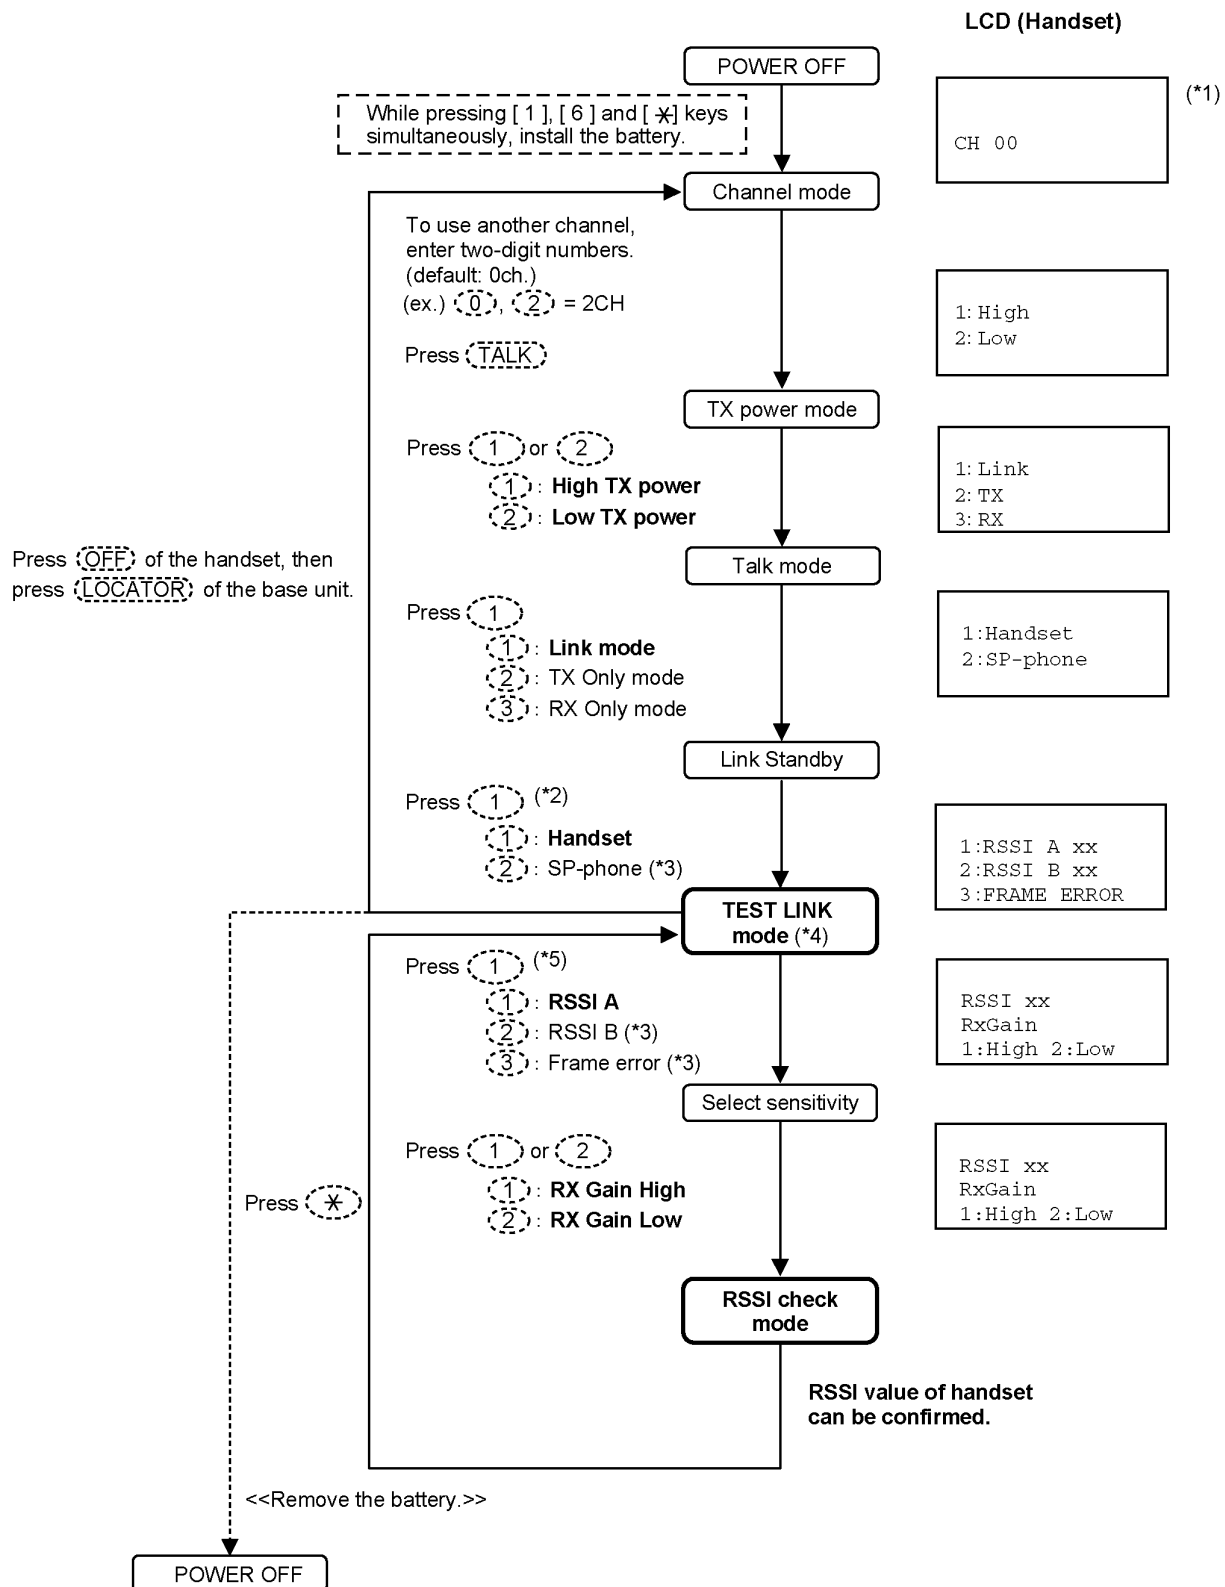 LCD (Handset)
POWER OFF
(*1)
While pressing [ 1 ], [ 6 ] and [ ✳ ] keys
simultaneously, install the battery.
CH 00
Channel mode
To use another channel,
enter two-digit numbers.
(default: 0ch.)
(ex.) 0, 2 = 2CH
1: High
2: Low
Press TALK
TX power mode
Press 1 or 2
1 : High TX power
2 : Low TX power
1: Link
2: TX
3: RX
Press OFF of the handset, then
press LOCATOR of the base unit.
Talk mode
Press 1
1 : Link mode
2 : TX Only mode
3 : RX Only mode
1:Handset
2:SP-phone
Link Standby
Press 1 (*2)
1 : Handset
2 : SP-phone (*3)
1:RSSI A xx
2:RSSI B xx
3:FRAME ERROR
TEST LINK
mode (*4)
Press 1 (*5)
1 : RSSI A
2 : RSSI B (*3)
3 : Frame error (*3)
RSSI xx
RxGain
1:High 2:Low
Select sensitivity
Press 1 or 2
1 : RX Gain High
2 : RX Gain Low
RSSI xx
RxGain
1:High 2:Low
Press ✳
RSSI check
mode
RSSI value of handset
can be confirmed.
<<Remove the battery.>>
POWER OFF